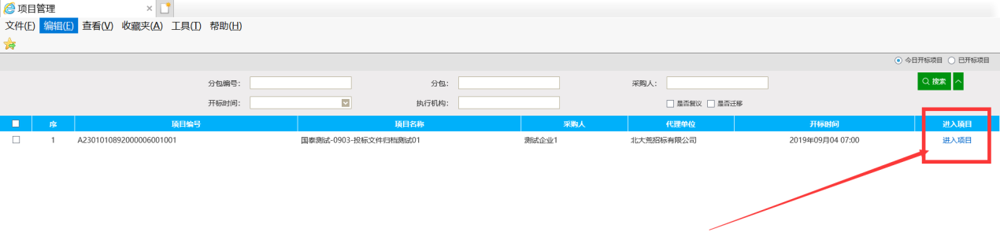 项目管理
文件(F) 编辑(E) 查看(V) 收藏夹(A) 工具(T) 帮助(H)
今日开标项目 已开标项目
分包编号： 分包： 采购人： 搜索
开标时间： 执行机构： 是否复议 是否迁移
序 项目编号 项目名称 采购人 代理单位 开标时间 进入项目
1 A2301010892000006001001 国泰测试-0903-投标文件归档测试01 测试企业1 北大荒招标有限公司 2019年09月04 07:00 进入项目